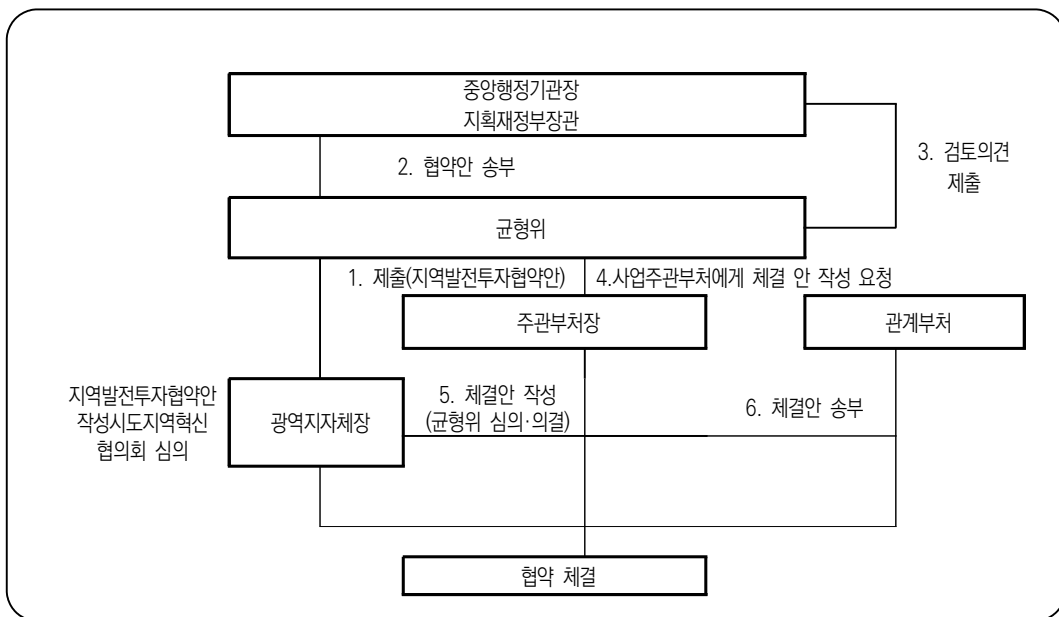 중앙행정기관장
지획재정부장관
2. 협약안 송부
3. 검토의견
제출
균형위
1. 제출(지역발전투자협약안)
4.사업주관부처에게 체결 안 작성 요청
주관부처장
관계부처
지역발전투자협약안
작성시도지역혁신
협의회 심의
광역지자체장
5. 체결안 작성
(균형위 심의·의결)
6. 체결안 송부
협약 체결